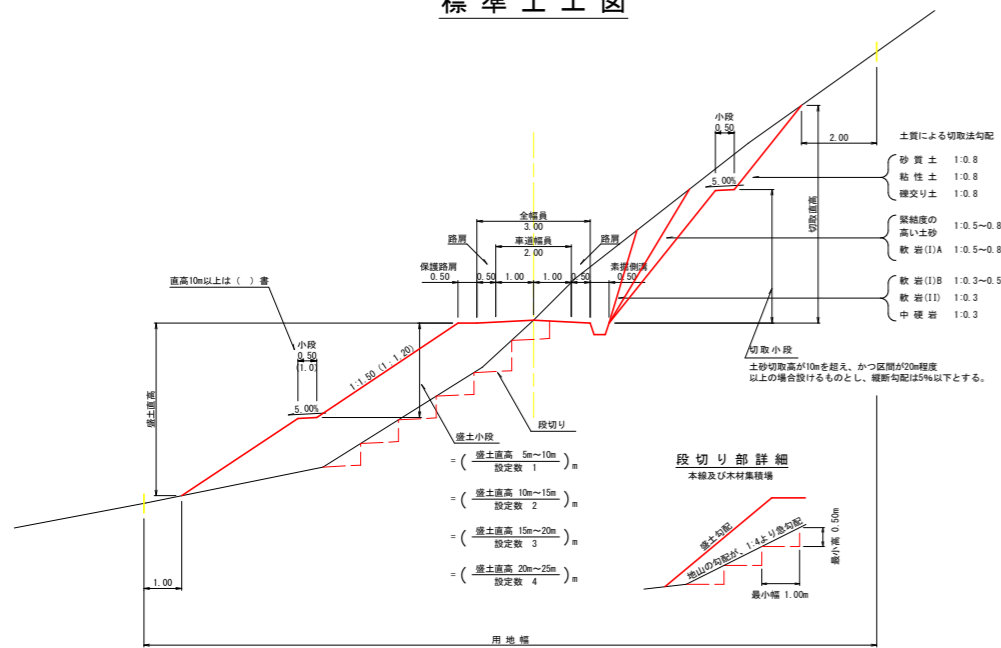 標準土工図
小段
0.50
5.00%
2.00
切取直高
土質による切取法勾配
砂質土 1:0.8
粘性土 1:0.8
礫交り土 1:0.8
緊結度の
高い土砂 1:0.5~0.8
軟岩(I)A 1:0.5~0.8
軟岩(I)B 1:0.3~0.5
軟岩(II) 1:0.3
中硬岩 1:0.3
全幅員
3.00
路肩
車道幅員
2.00
路肩
保護路肩
0.50
0.50
1.00
1.00
0.50
素掘側溝
0.50
直高10m以上は( )書
小段
0.50
(1.0)
5.00%
1:1.50 (1:1.20)
盛土直高
切取小段
土砂切取高が10mを超え、かつ区間が20m程度
以上の場合設けるものとし、縦断勾配は5%以下とする。
段切り
盛土小段
=(盛土直高 5m~10m
設定数 1)m
=(盛土直高 10m~15m
設定数 2)m
=(盛土直高 15m~20m
設定数 3)m
=(盛土直高 20m~25m
設定数 4)m
段切り部詳細
本線及び木材集積場
盛土勾配
地山の勾配が、1:4より急勾配
最小高 0.50m
最小幅 1.00m
1.00
用地幅